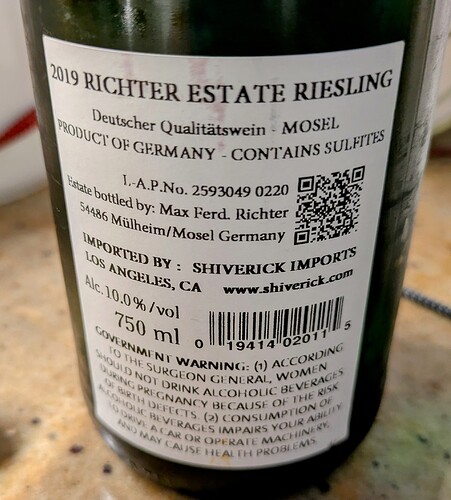 2019 RICHTER ESTATE RIESLING
Deutscher Qualitätswein - MOSEL
PRODUCT OF GERMANY - CONTAINS SULFITES
L-A.P.No. 2593049 0220
Estate bottled by: Max Ferd. Richter
54486 Mülheim/Mosel Germany
IMPORTED BY : SHIVERICK IMPORTS
LOS ANGELES, CA www.shiverick.com
Alc.10.0%/vol
750 ml
0 19414 02011 5
GOVERNMENT WARNING: (1) ACCORDING
TO THE SURGEON GENERAL, WOMEN
SHOULD NOT DRINK ALCOHOLIC BEVERAGES
DURING PREGNANCY BECAUSE OF THE RISK
OF BIRTH DEFECTS. (2) CONSUMPTION OF
ALCOHOLIC BEVERAGES IMPAIRS YOUR ABILITY
TO DRIVE A CAR OR OPERATE MACHINERY,
AND MAY CAUSE HEALTH PROBLEMS.